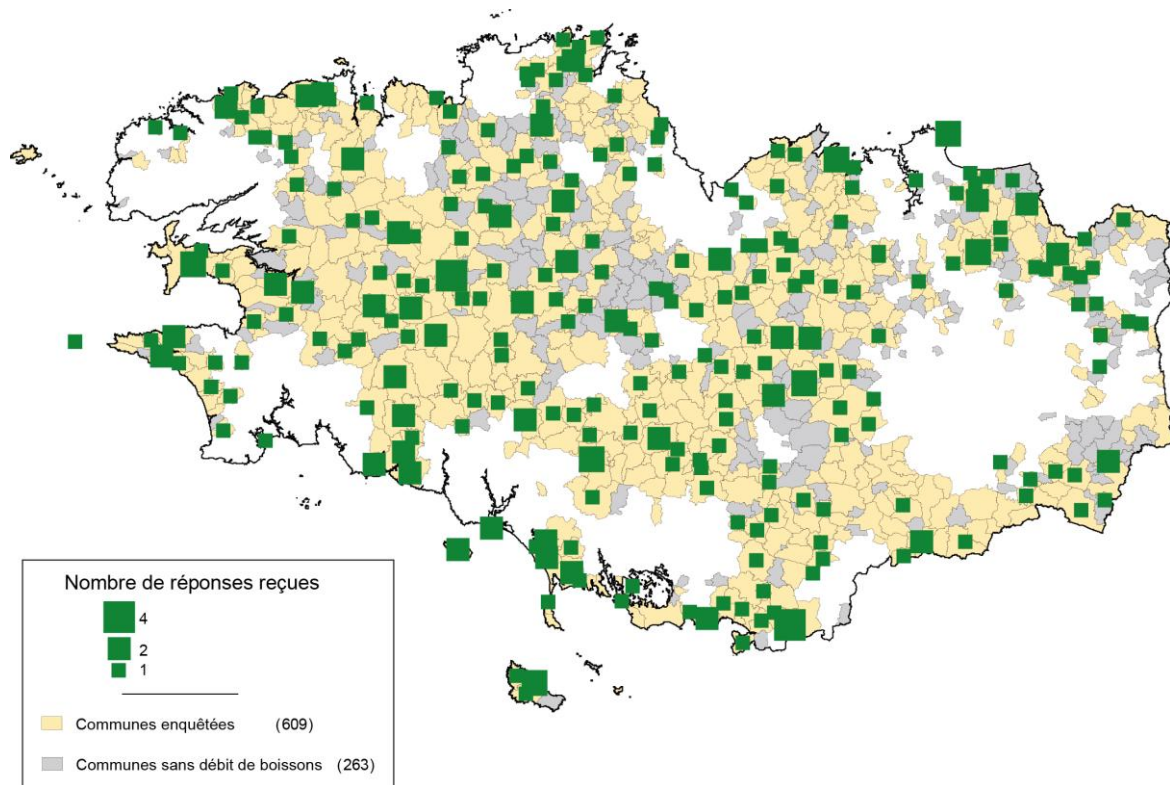 Nombre de réponses reçues
4
2
1
Communes enquêtées (609)
Communes sans débit de boissons (263)